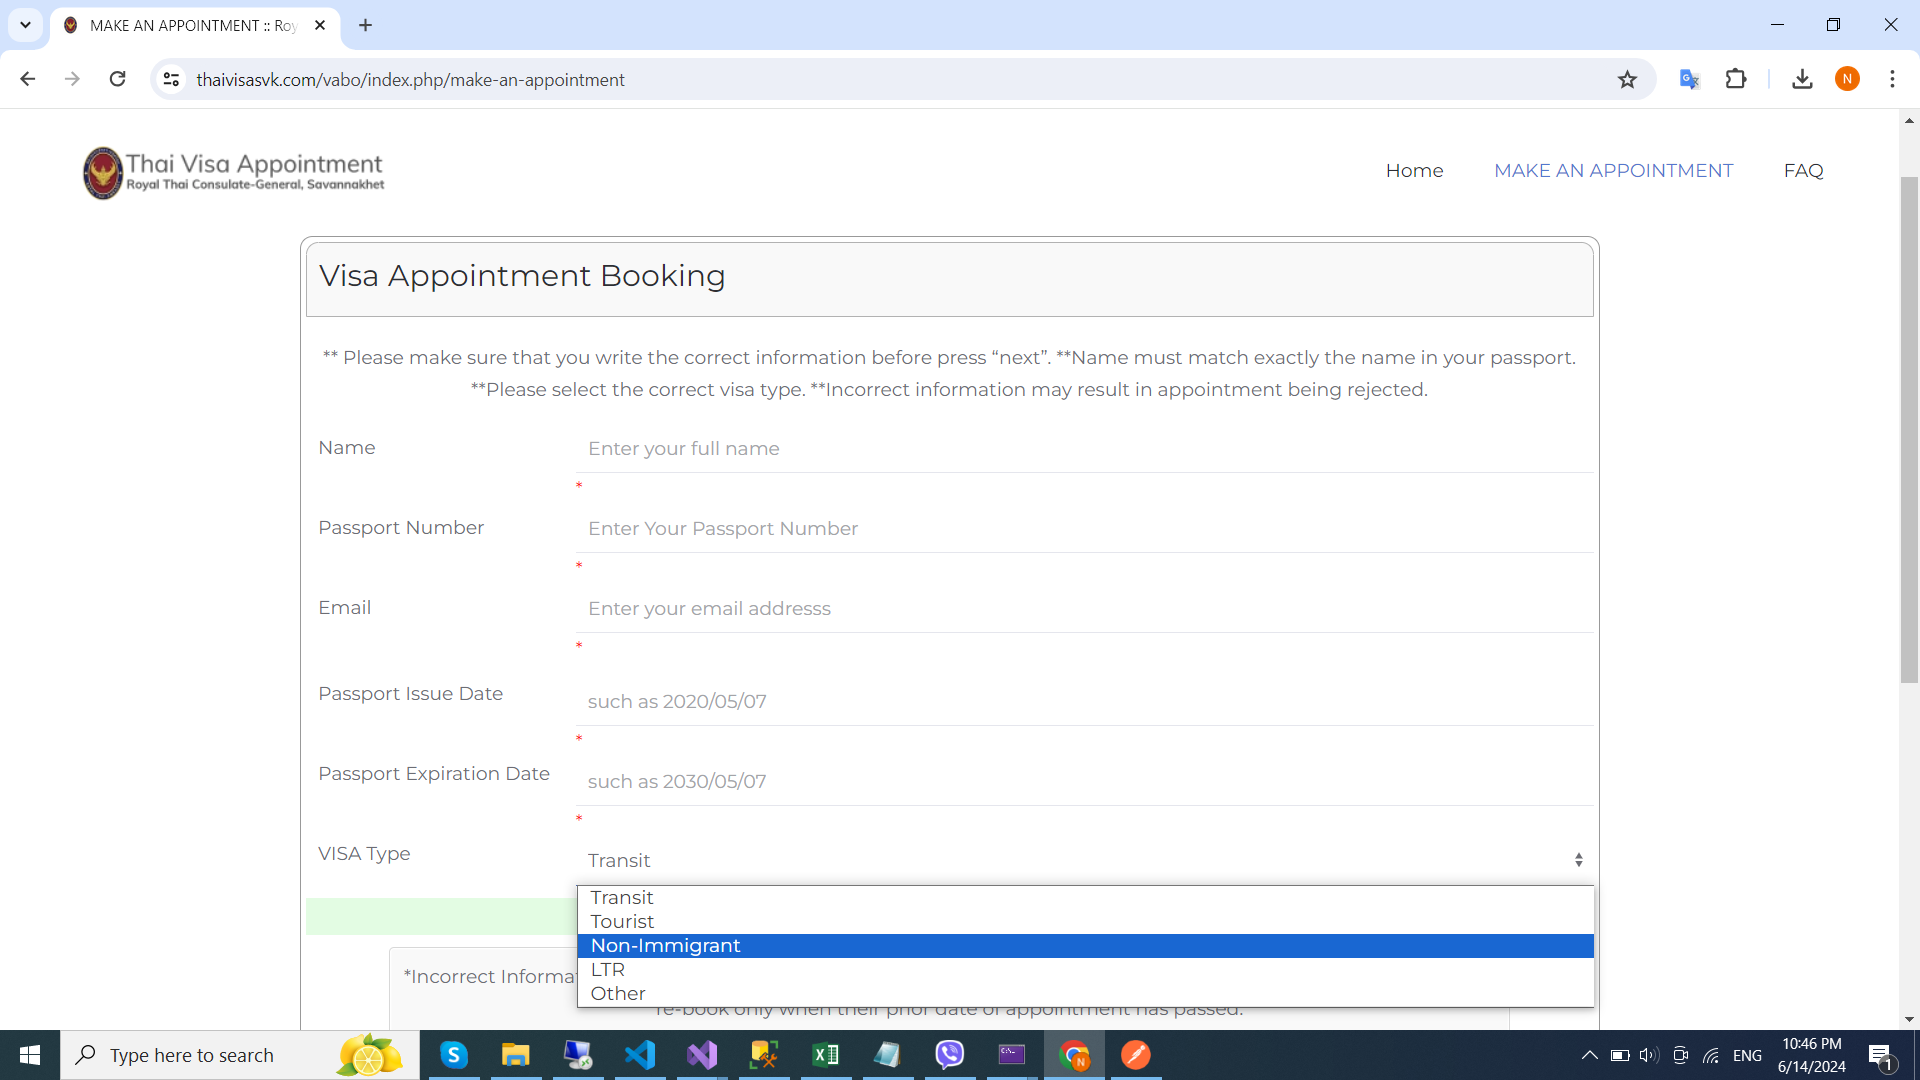 MAKE AN APPOINTMENT :: Roy
thaivisasvk.com/vabo/index.php/make-an-appointment
N
Thai Visa Appointment
Royal Thai Consulate-General, Savannakhet
Home MAKE AN APPOINTMENT FAQ
Visa Appointment Booking
** Please make sure that you write the correct information before press “next”. **Name must match exactly the name in your passport.
**Please select the correct visa type. **Incorrect information may result in appointment being rejected.
Name Enter your full name
*
Passport Number Enter Your Passport Number
*
Email Enter your email addresss
*
Passport Issue Date such as 2020/05/07
*
Passport Expiration Date such as 2030/05/07
*
VISA Type Transit
Transit
Tourist
Non-Immigrant
LTR
Other
*Incorrect Informa
re-book only when their prior date of appointment has passed.
Type here to search
ENG
10:46 PM
6/14/2024
1